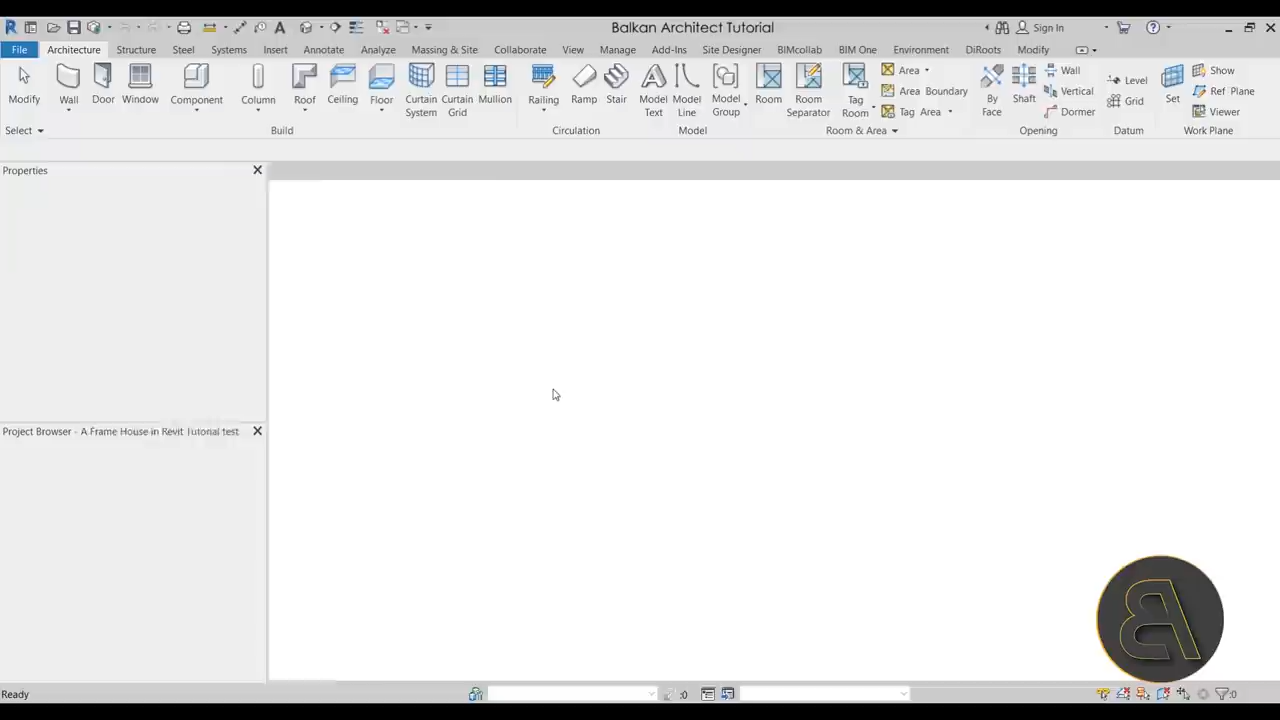 Balkan Architect Tutorial
Sign In
File Architecture Structure Steel Systems Insert Annotate Analyze Massing & Site Collaborate View Manage Add-Ins Site Designer BIMcollab BIM One Environment DiRoots Modify
Modify Wall Door Window Component Column Roof Ceiling Floor Curtain System Curtain Grid Mullion Railing Ramp Stair Model Text Model Line Model Group Room Room Separator Tag Room
Area
Area Boundary
Tag Area
By Face Shaft
Wall
Vertical
Dormer
Level
Grid
Set
Show
Ref Plane
Viewer
Select Build Circulation Model Room & Area Opening Datum Work Plane
Properties
Project Browser - A Frame House in Revit Tutorial test
Ready
:0
:0